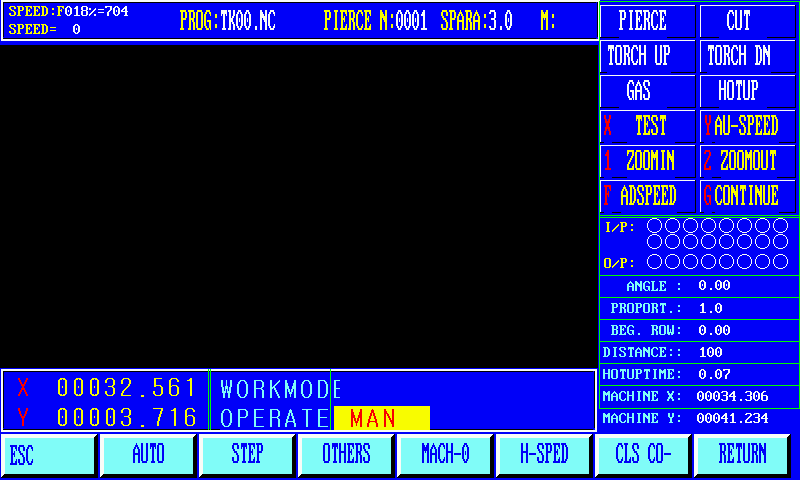 SPEED:F018%=704
SPEED= 0
PROG:TK00.NC PIERCE N:0001 SPARA:3.0 M:
PIERCE CUT
TORCH UP TORCH DN
GAS HOTUP
X TEST Y AU-SPEED
1 ZOOMIN 2 ZOOMOUT
F ADSPEED G CONTINUE
I/P:
O/P:
ANGLE : 0.00
PROPORT.: 1.0
BEG. ROW: 0.00
DISTANCE:: 100
HOTUPTIME: 0.07
MACHINE X: 00034.306
MACHINE Y: 00041.234
X 00032.561 WORKMODE
Y 00003.716 OPERATE MAN
ESC AUTO STEP OTHERS MACH-0 H-SPED CLS CO- RETURN